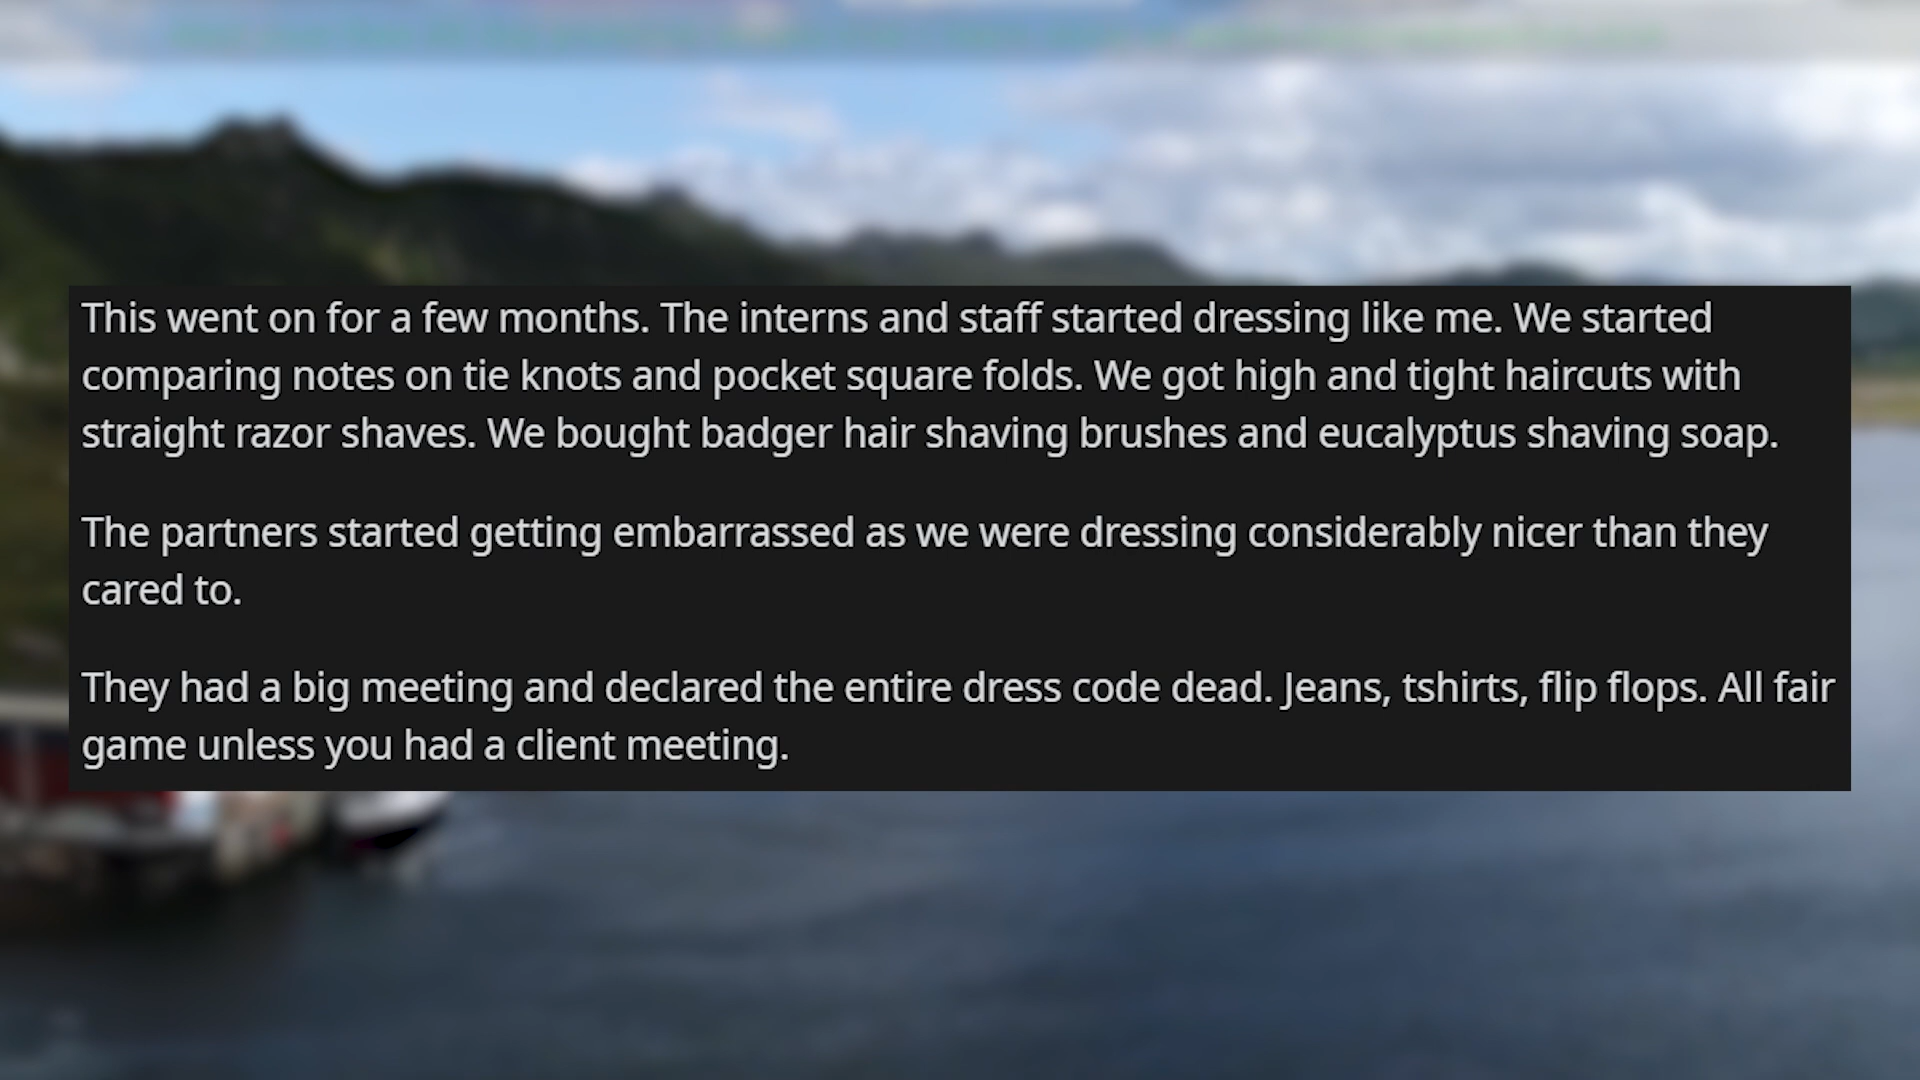 This went on for a few months. The interns and staff started dressing like me. We started
comparing notes on tie knots and pocket square folds. We got high and tight haircuts with
straight razor shaves. We bought badger hair shaving brushes and eucalyptus shaving soap.
The partners started getting embarrassed as we were dressing considerably nicer than they
cared to.
They had a big meeting and declared the entire dress code dead. Jeans, tshirts, flip flops. All fair
game unless you had a client meeting.